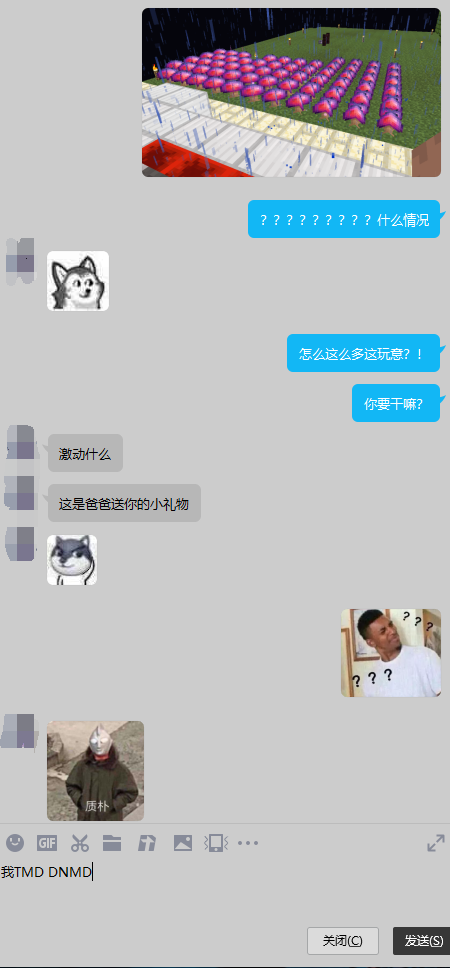 ？？？？？？？？？什么情况
怎么这么多这玩意？！
你要干嘛？
激动什么
这是爸爸送你的小礼物
? ? ?
? ? ?
质朴
GIF
我TMD DNMD
关闭(C)
发送(S)